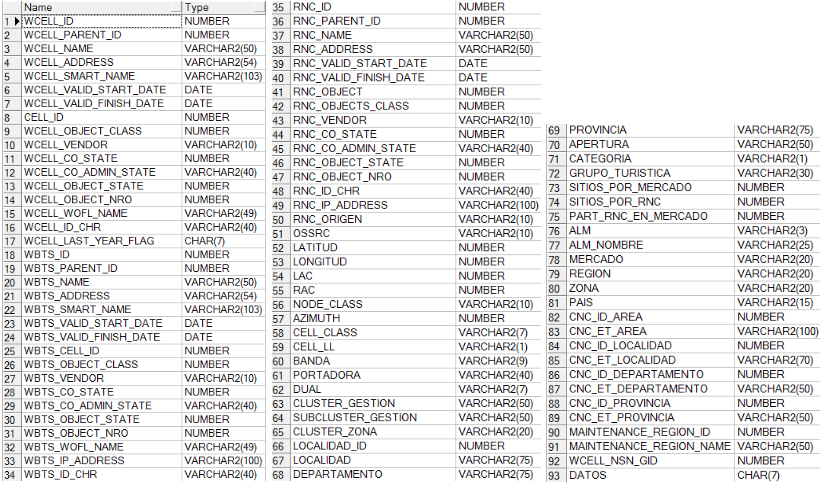 Name Type
1 WCELL_ID NUMBER
2 WCELL_PARENT_ID NUMBER
3 WCELL_NAME VARCHAR2(50)
4 WCELL_ADDRESS VARCHAR2(54)
5 WCELL_SMART_NAME VARCHAR2(103)
6 WCELL_VALID_START_DATE DATE
7 WCELL_VALID_FINISH_DATE DATE
8 CELL_ID NUMBER
9 WCELL_OBJECT_CLASS NUMBER
10 WCELL_VENDOR VARCHAR2(10)
11 WCELL_CO_STATE NUMBER
12 WCELL_CO_ADMIN_STATE VARCHAR2(40)
13 WCELL_OBJECT_STATE NUMBER
14 WCELL_OBJECT_NRO NUMBER
15 WCELL_WOFL_NAME VARCHAR2(49)
16 WCELL_ID_CHR VARCHAR2(40)
17 WCELL_LAST_YEAR_FLAG CHAR(7)
18 WBTS_ID NUMBER
19 WBTS_PARENT_ID NUMBER
20 WBTS_NAME VARCHAR2(50)
21 WBTS_ADDRESS VARCHAR2(54)
22 WBTS_SMART_NAME VARCHAR2(103)
23 WBTS_VALID_START_DATE DATE
24 WBTS_VALID_FINISH_DATE DATE
25 WBTS_CELL_ID NUMBER
26 WBTS_OBJECT_CLASS NUMBER
27 WBTS_VENDOR VARCHAR2(10)
28 WBTS_CO_STATE NUMBER
29 WBTS_CO_ADMIN_STATE VARCHAR2(40)
30 WBTS_OBJECT_STATE NUMBER
31 WBTS_OBJECT_NRO NUMBER
32 WBTS_WOFL_NAME VARCHAR2(49)
33 WBTS_IP_ADDRESS VARCHAR2(100)
34 WBTS_ID_CHR VARCHAR2(40)
35 RNC_ID NUMBER
36 RNC_PARENT_ID NUMBER
37 RNC_NAME VARCHAR2(50)
38 RNC_ADDRESS VARCHAR2(50)
39 RNC_VALID_START_DATE DATE
40 RNC_VALID_FINISH_DATE DATE
41 RNC_OBJECT NUMBER
42 RNC_OBJECTS_CLASS NUMBER
43 RNC_VENDOR VARCHAR2(10)
44 RNC_CO_STATE NUMBER
45 RNC_CO_ADMIN_STATE VARCHAR2(40)
46 RNC_OBJECT_STATE NUMBER
47 RNC_OBJECT_NRO NUMBER
48 RNC_ID_CHR VARCHAR2(40)
49 RNC_IP_ADDRESS VARCHAR2(100)
50 RNC_ORIGEN VARCHAR2(10)
51 OSSRC VARCHAR2(10)
52 LATITUD NUMBER
53 LONGITUD NUMBER
54 LAC NUMBER
55 RAC NUMBER
56 NODE_CLASS VARCHAR2(10)
57 AZIMUTH NUMBER
58 CELL_CLASS VARCHAR2(7)
59 CELL_LL VARCHAR2(1)
60 BANDA VARCHAR2(9)
61 PORTADORA VARCHAR2(40)
62 DUAL VARCHAR2(7)
63 CLUSTER_GESTION VARCHAR2(50)
64 SUBCLUSTER_GESTION VARCHAR2(50)
65 CLUSTER_ZONA VARCHAR2(20)
66 LOCALIDAD_ID NUMBER
67 LOCALIDAD VARCHAR2(75)
68 DEPARTAMENTO VARCHAR2(75)
69 PROVINCIA VARCHAR2(75)
70 APERTURA VARCHAR2(50)
71 CATEGORIA VARCHAR2(1)
72 GRUPO_TURISTICA VARCHAR2(30)
73 SITIOS_POR_MERCADO NUMBER
74 SITIOS_POR_RNC NUMBER
75 PART_RNC_EN_MERCADO NUMBER
76 ALM VARCHAR2(3)
77 ALM_NOMBRE VARCHAR2(25)
78 MERCADO VARCHAR2(20)
79 REGION VARCHAR2(20)
80 ZONA VARCHAR2(20)
81 PAIS VARCHAR2(15)
82 CNC_ID_AREA NUMBER
83 CNC_ET_AREA VARCHAR2(100)
84 CNC_ID_LOCALIDAD NUMBER
85 CNC_ET_LOCALIDAD VARCHAR2(70)
86 CNC_ID_DEPARTAMENTO NUMBER
87 CNC_ET_DEPARTAMENTO VARCHAR2(50)
88 CNC_ID_PROVINCIA NUMBER
89 CNC_ET_PROVINCIA VARCHAR2(50)
90 MAINTENANCE_REGION_ID NUMBER
91 MAINTENANCE_REGION_NAME VARCHAR2(50)
92 WCELL_NSN_GID NUMBER
93 DATOS CHAR(7)